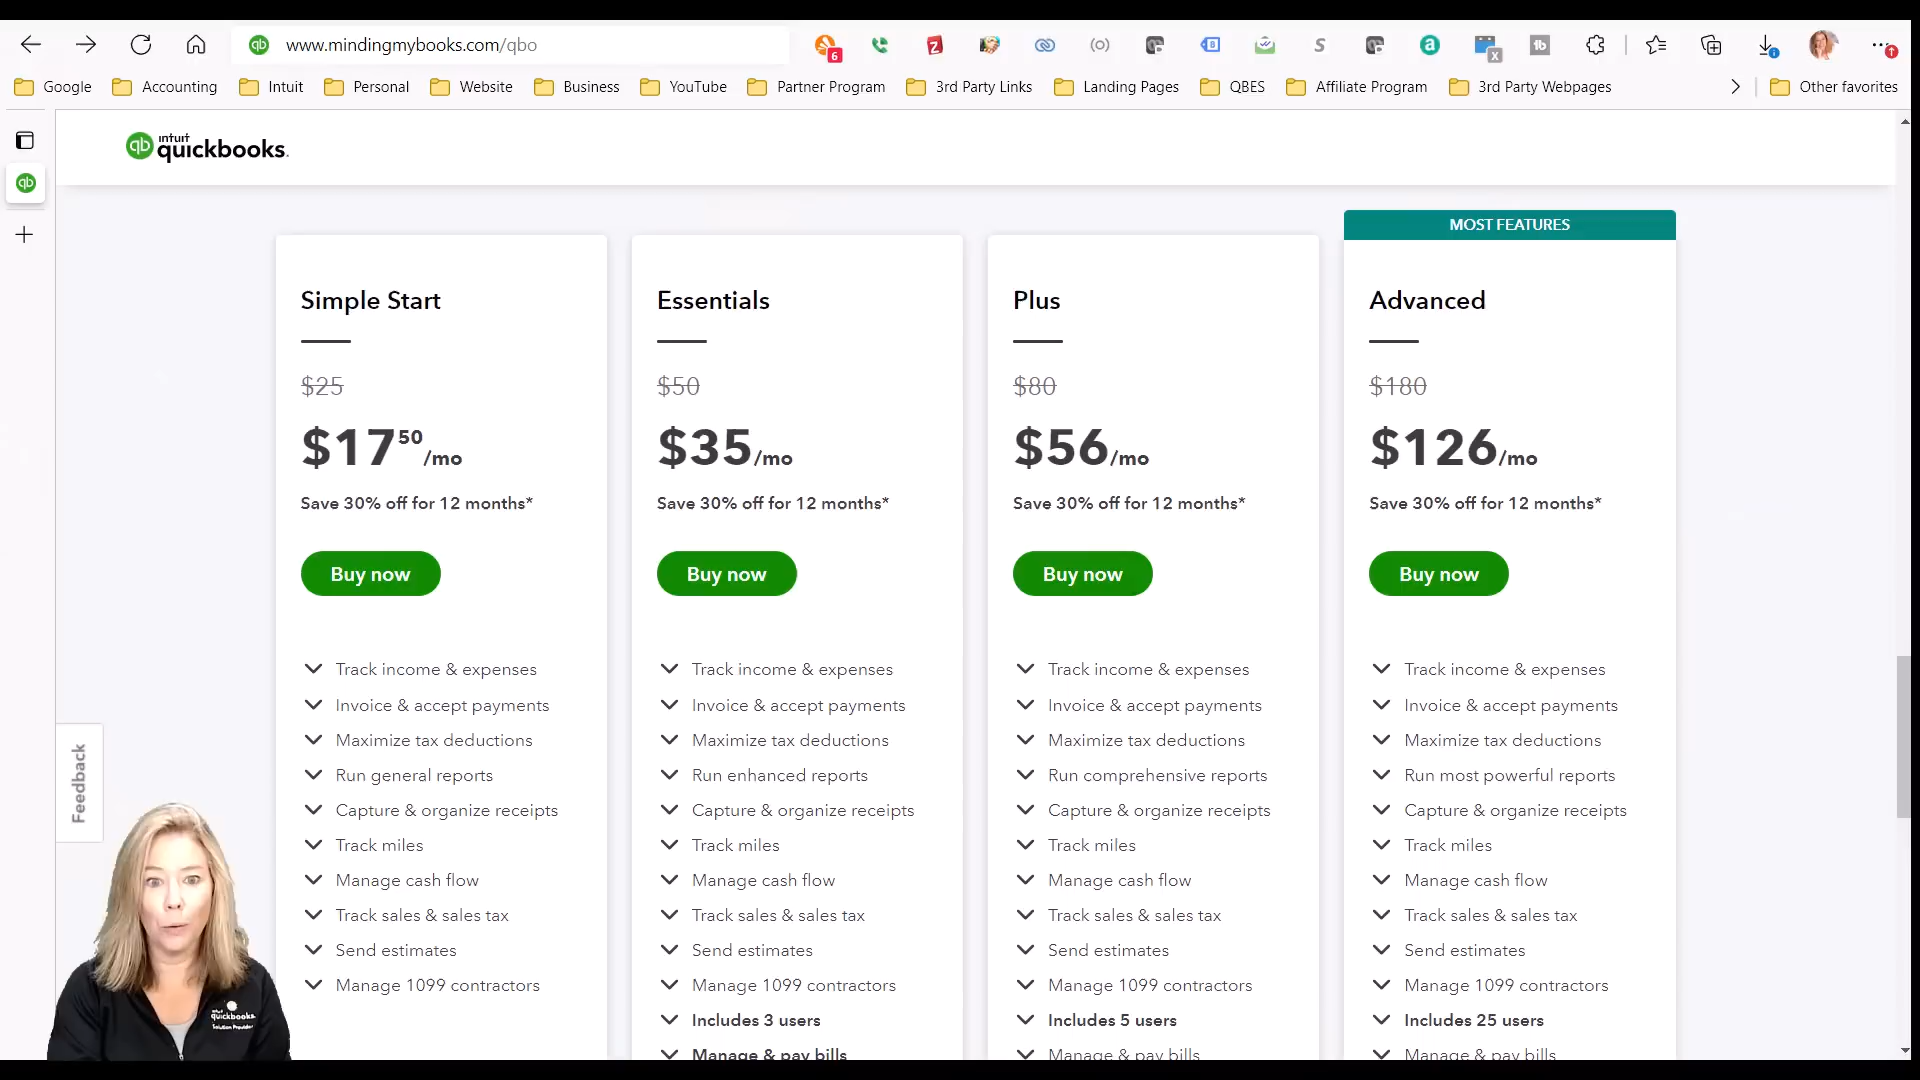 www.mindingmybooks.com/qbo
6
8
a
S
x
tb
Google
Accounting
Intuit
Personal
Website
Business
YouTube
Partner Program
3rd Party Links
Landing Pages
QBES
Affiliate Program
3rd Party Webpages
Other favorites
qb intuit
quickbooks.
qb
MOST FEATURES
Simple Start
$25
$17 50 /mo
Save 30% off for 12 months*
Buy now
Track income & expenses
Invoice & accept payments
Maximize tax deductions
Run general reports
Capture & organize receipts
Track miles
Manage cash flow
Track sales & sales tax
Send estimates
Manage 1099 contractors
Essentials
$50
$35/mo
Save 30% off for 12 months*
Buy now
Track income & expenses
Invoice & accept payments
Maximize tax deductions
Run enhanced reports
Capture & organize receipts
Track miles
Manage cash flow
Track sales & sales tax
Send estimates
Manage 1099 contractors
Includes 3 users
Manage & pay bills
Plus
$80
$56/mo
Save 30% off for 12 months*
Buy now
Track income & expenses
Invoice & accept payments
Maximize tax deductions
Run comprehensive reports
Capture & organize receipts
Track miles
Manage cash flow
Track sales & sales tax
Send estimates
Manage 1099 contractors
Includes 5 users
Manage & pay bills
Advanced
$180
$126/mo
Save 30% off for 12 months*
Buy now
Track income & expenses
Invoice & accept payments
Maximize tax deductions
Run most powerful reports
Capture & organize receipts
Track miles
Manage cash flow
Track sales & sales tax
Send estimates
Manage 1099 contractors
Includes 25 users
Manage & pay bills
Feedback
quickbooks.
Solution Provider